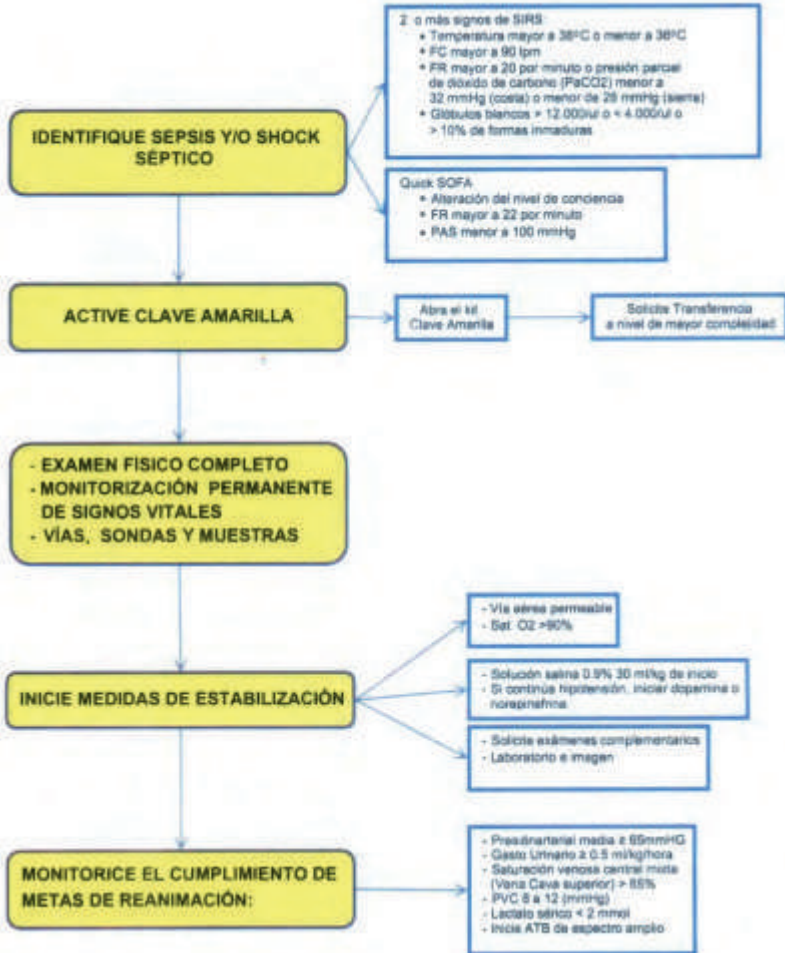 2 o más signos de SIRS:
• Temperatura mayor a 38ºC o menor a 36ºC
• FC mayor a 90 lpm
• FR mayor a 20 por minuto o presión parcial
de dióxido de carbono (PaCO2) menor a
32 mmHg (costa) o menor de 28 mmHg (sierra)
• Glóbulos blancos > 12.000/ul o < 4.000/ul o
> 10% de formas inmaduras
IDENTIFIQUE SEPSIS Y/O SHOCK
SÉPTICO
Quick SOFA
• Alteración del nivel de conciencia
• FR mayor a 22 por minuto
• PAS menor a 100 mmHg
ACTIVE CLAVE AMARILLA
Abra el kit
Clave Amarilla
Solicite Transferencia
a nivel de mayor complejidad
- EXAMEN FÍSICO COMPLETO
- MONITORIZACIÓN PERMANENTE
DE SIGNOS VITALES
- VÍAS, SONDAS Y MUESTRAS
- Vía aérea permeable
- Sat. O2 >90%
INICIE MEDIDAS DE ESTABILIZACIÓN
- Solución salina 0.9% 30 ml/kg de inicio
- Si continúa hipotensión, iniciar dopamina o
norepinefrina
- Solicite exámenes complementarios
- Laboratorio e imagen
MONITORICE EL CUMPLIMIENTO DE
METAS DE REANIMACIÓN:
- Presiónarterial media ≥ 65mmHG
- Gasto Urinario ≥ 0.5 ml/kg/hora
- Saturación venosa central mixta
(Vena Cava superior) > 65%
- PVC 8 a 12 (mmHg)
- Lactato sérico < 2 mmol
- Inicie ATB de espectro amplio